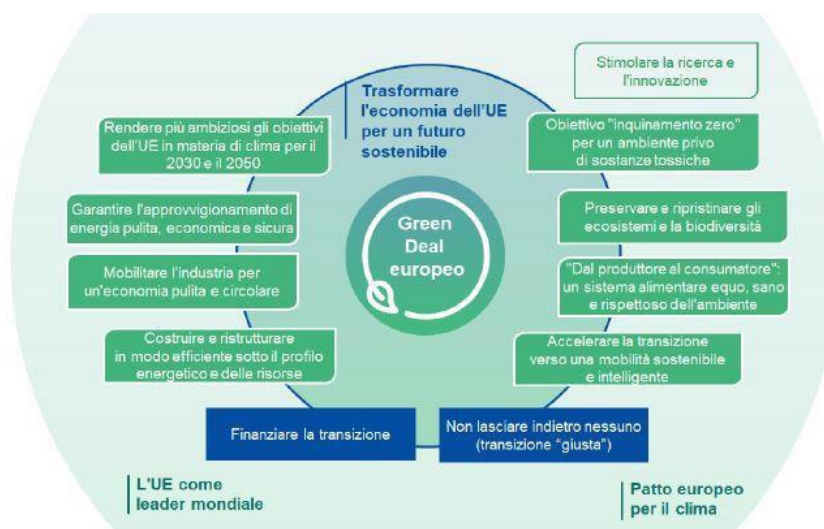 Stimolare la ricerca e
l'innovazione
Trasformare
l'economia dell'UE
per un futuro
sostenibile
Rendere più ambiziosi gli obiettivi
dell'UE in materia di clima per il
2030 e il 2050
Obiettivo "inquinamento zero"
per un ambiente privo
di sostanze tossiche
Garantire l'approvvigionamento di
energia pulita, economica e sicura
Green
Deal
europeo
Preservare e ripristinare gli
ecosistemi e la biodiversità
Mobilitare l'industria per
un'economia pulita e circolare
"Dal produttore al consumatore":
un sistema alimentare equo, sano
e rispettoso dell'ambiente
Costruire e ristrutturare
in modo efficiente sotto il profilo
energetico e delle risorse
Accelerare la transizione
verso una mobilità sostenibile
e intelligente
Finanziare la transizione
Non lasciare indietro nessuno
(transizione "giusta")
L'UE come
leader mondiale
Patto europeo
per il clima